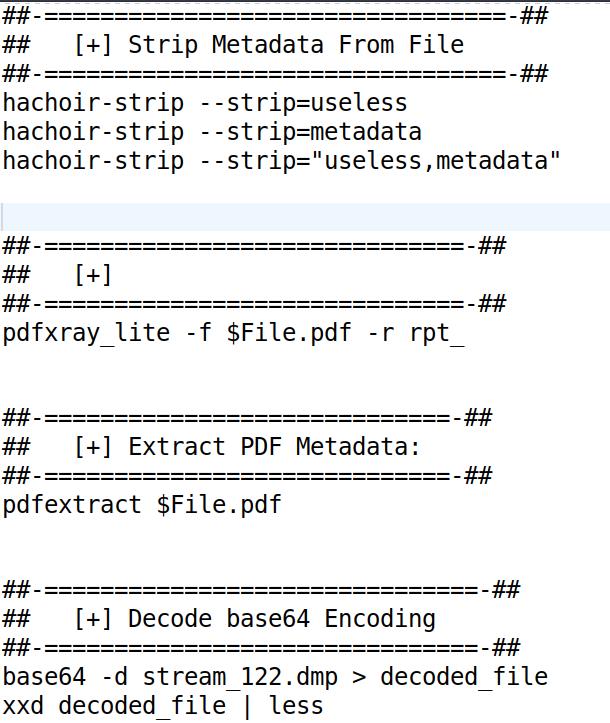 ##-=================================-##
##   [+] Strip Metadata From File
##-=================================-##
hachoir-strip --strip=useless
hachoir-strip --strip=metadata
hachoir-strip --strip="useless,metadata"
##-==============================-##
##   [+]
##-==============================-##
pdfxray_lite -f $File.pdf -r rpt_
##-=============================-##
##   [+] Extract PDF Metadata:
##-=============================-##
pdfextract $File.pdf
##-===============================-##
##   [+] Decode base64 Encoding
##-===============================-##
base64 -d stream_122.dmp > decoded_file
xxd decoded_file | less